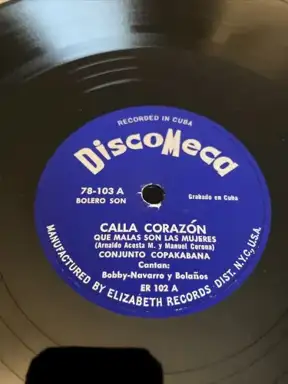 RECORDED IN CUBA
DiscoMeca
78-103 A
BOLERO SON
Grabado en Cuba
CALLA CORAZÓN
QUE MALAS SON LAS MUJERES
(Arnaldo Acosta M. y Manuel Corona)
CONJUNTO COPAKABANA
Cantan:
Bobby-Navarro y Bolaños
ER 102 A
MANUFACTURED BY ELIZABETH RECORDS DIST. N.Y.C., U.S.A.